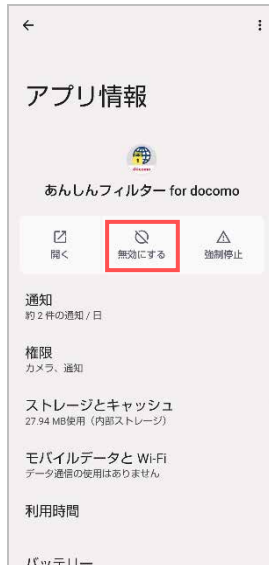 アプリ情報
あんしんフィルター for docomo
開く
無効にする
強制停止
通知
約 2 件の通知 / 日
権限
カメラ、通知
ストレージとキャッシュ
27.94 MB使用（内部ストレージ）
モバイルデータと Wi-Fi
データ通信の使用はありません
利用時間
バッテリー